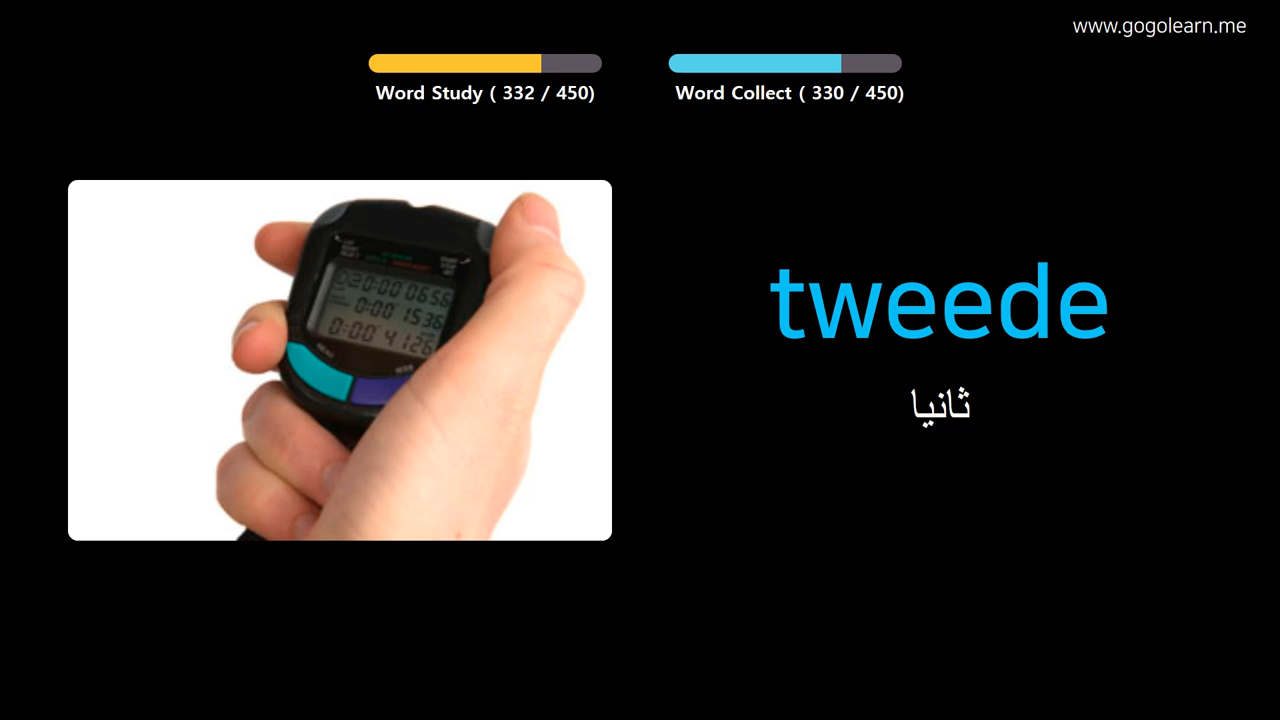 www.gogolearn.me
Word Study ( 332 / 450)
Word Collect ( 330 / 450)
tweede
ثانيا